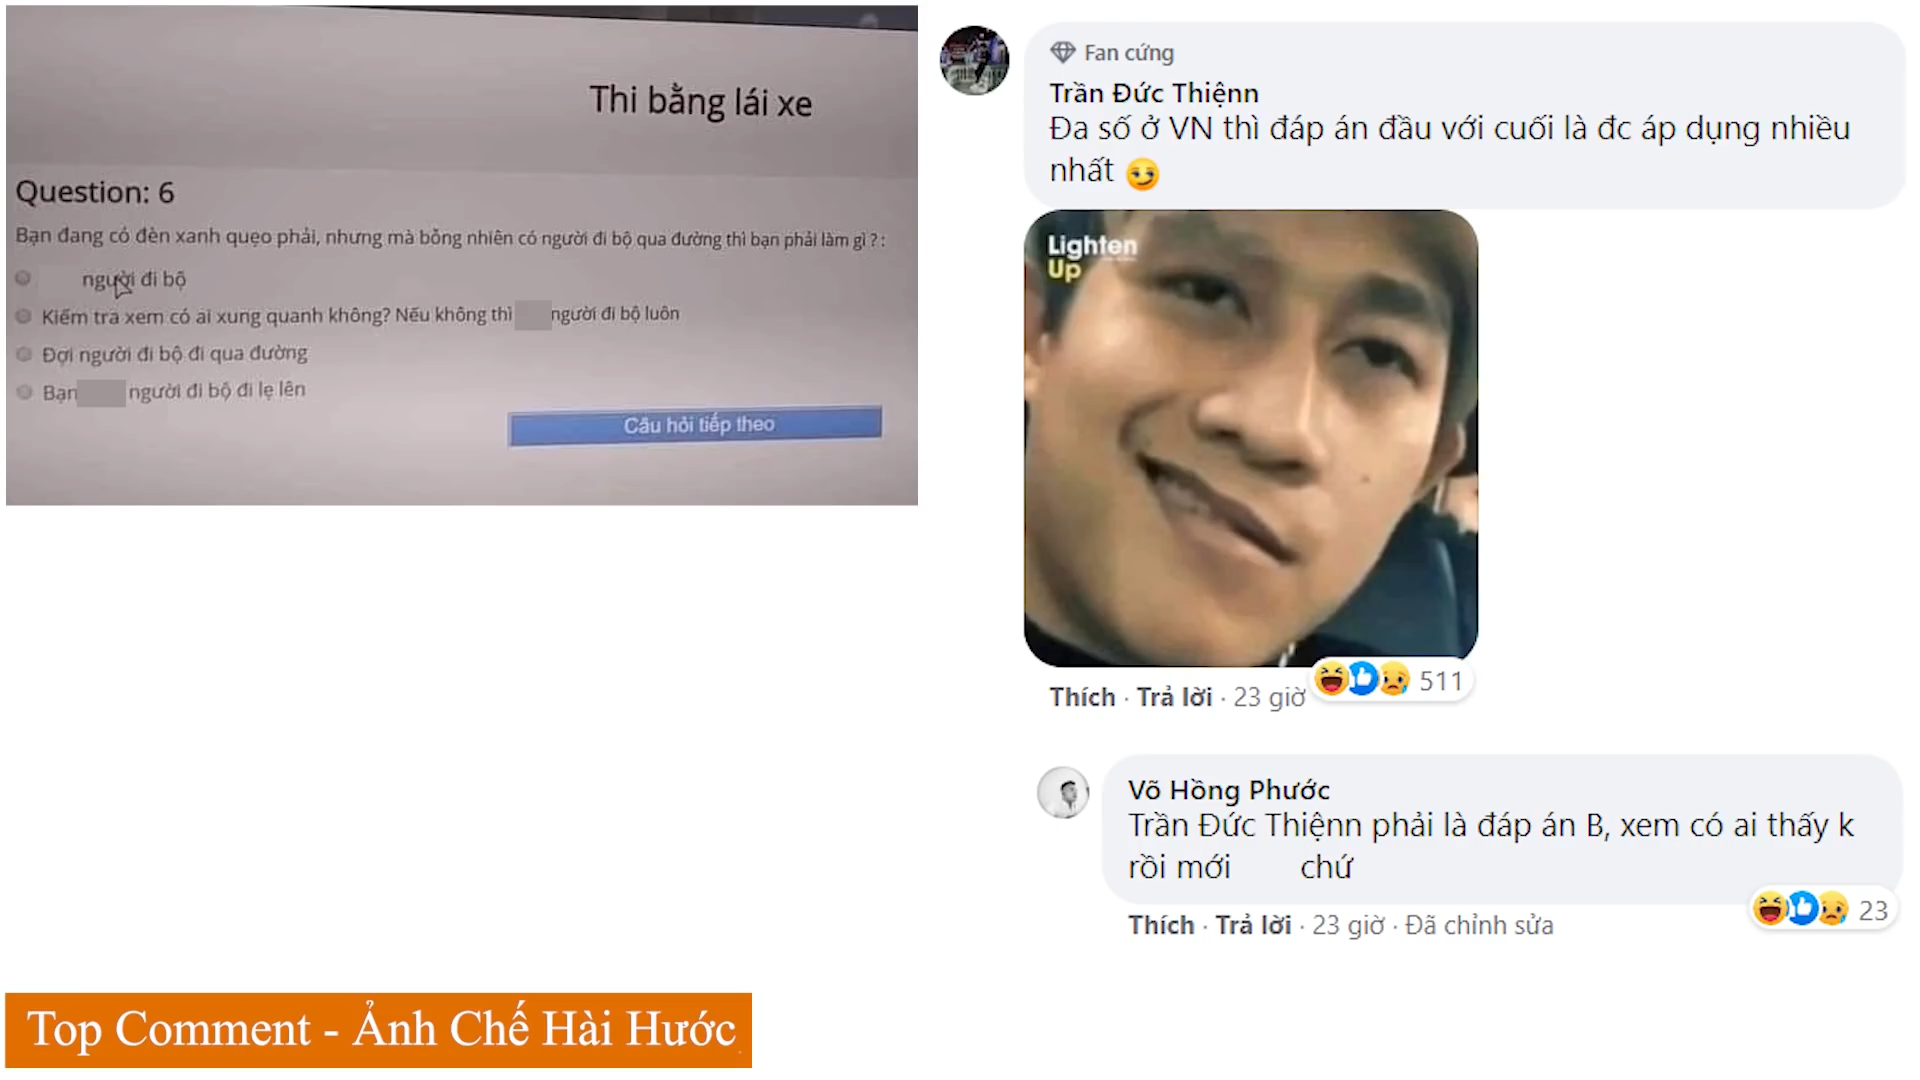 Thi bằng lái xe
Question: 6
Bạn đang có đèn xanh quẹo phải, nhưng mà bỗng nhiên có người đi bộ qua đường thì bạn phải làm gì ? :
người đi bộ
Kiểm tra xem có ai xung quanh không? Nếu không thì người đi bộ luôn
Đợi người đi bộ đi qua đường
Bạn người đi bộ đi lẹ lên
Câu hỏi tiếp theo
Fan cứng
Trần Đức Thiệnn
Đa số ở VN thì đáp án đầu với cuối là đc áp dụng nhiều
nhất 😏
Lighten
Up
Thích · Trả lời · 23 giờ
511
Võ Hồng Phước
Trần Đức Thiệnn phải là đáp án B, xem có ai thấy k
rồi mới chứ
Thích · Trả lời · 23 giờ · Đã chỉnh sửa
23
Top Comment - Ảnh Chế Hài Hước